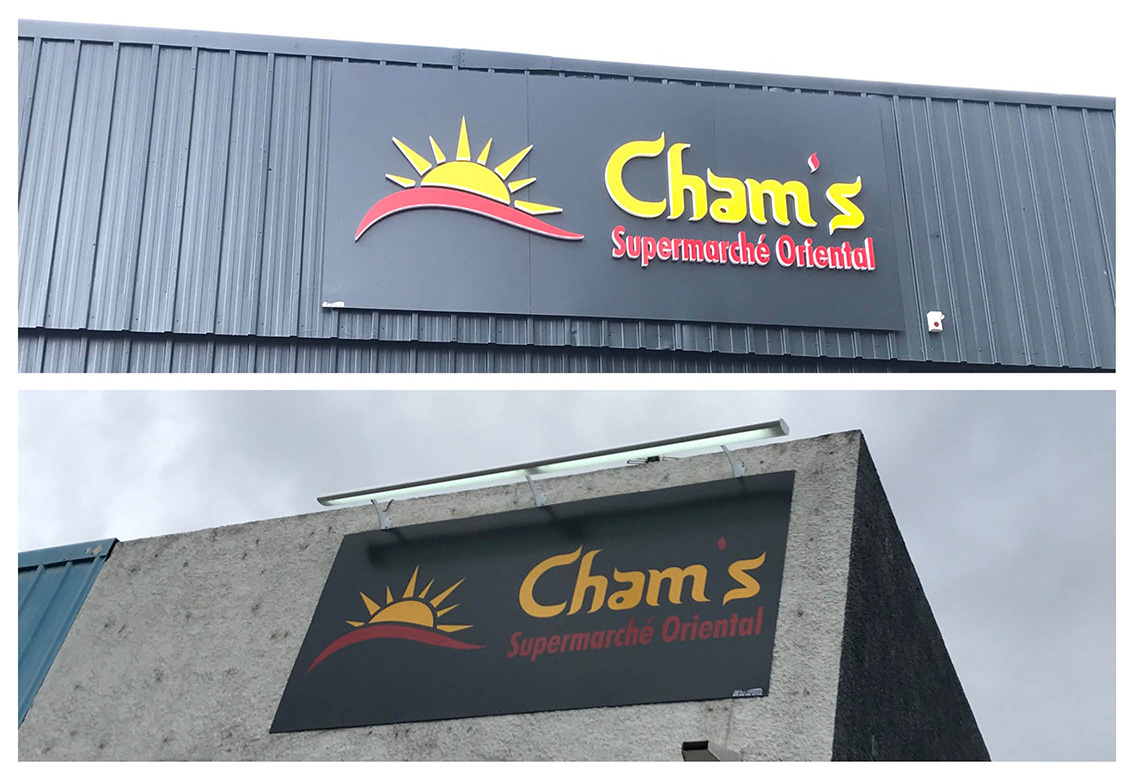 Cham's
Supermarché Oriental
Cham's
Supermarché Oriental